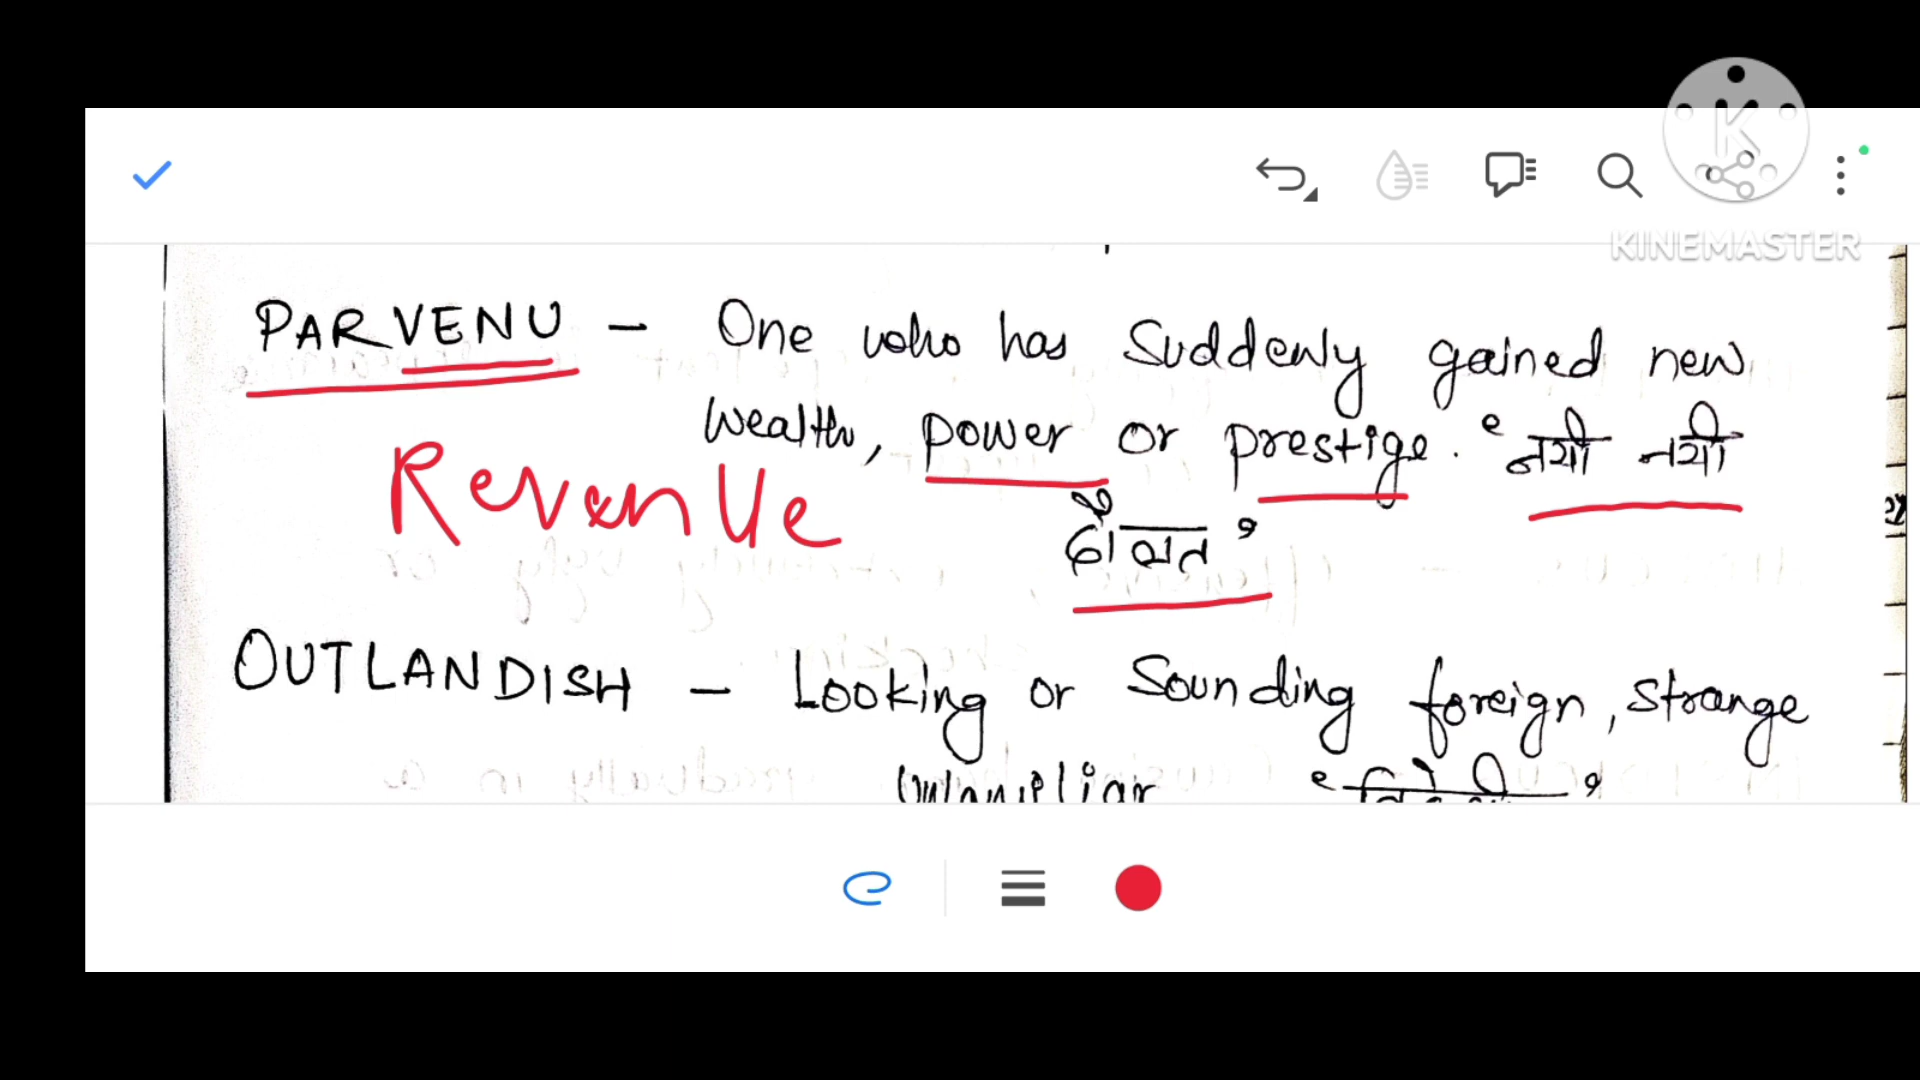 KINEMASTER
PARVENU – One who has Suddenly gained new
wealth, power or prestige. 'नयी नयी
दौलत'
Revenue
OUTLANDISH – Looking or Sounding foreign, strange